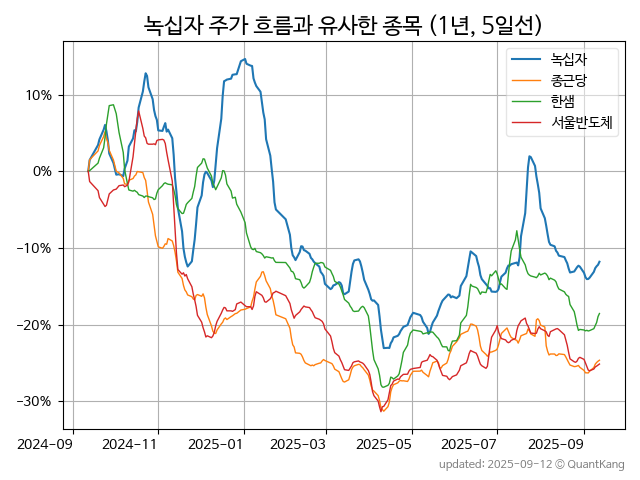 녹십자 주가 흐름과 유사한 종목 (1년, 5일선)
녹십자
종근당
한샘
서울반도체
10%
0%
−10%
−20%
−30%
2024-09 2024-11 2025-01 2025-03 2025-05 2025-07 2025-09
updated: 2025-09-12 © QuantKang